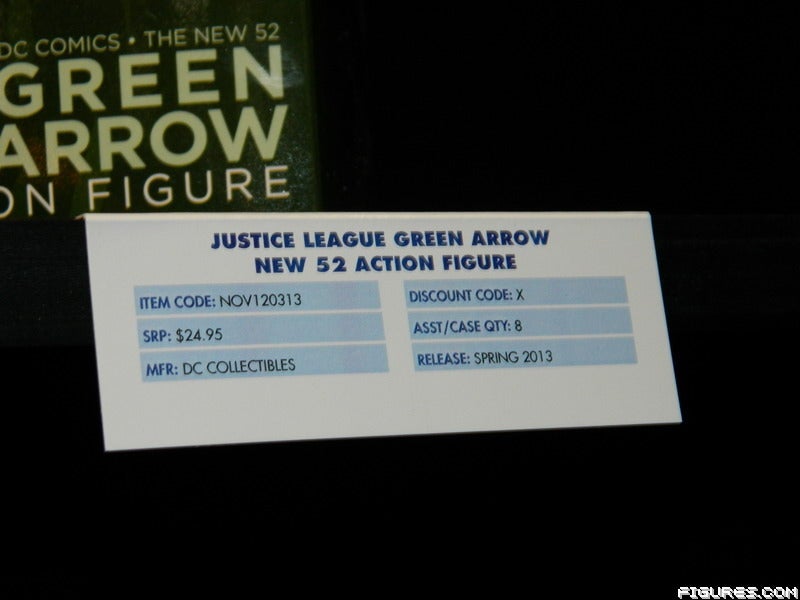 DC COMICS • THE NEW 52
GREEN
ARROW
ON FIGURE
JUSTICE LEAGUE GREEN ARROW
NEW 52 ACTION FIGURE
ITEM CODE: NOV120313
SRP: $24.95
MFR: DC COLLECTIBLES
DISCOUNT CODE: X
ASST/CASE QTY: 8
RELEASE: SPRING 2013
FIGURES.COM